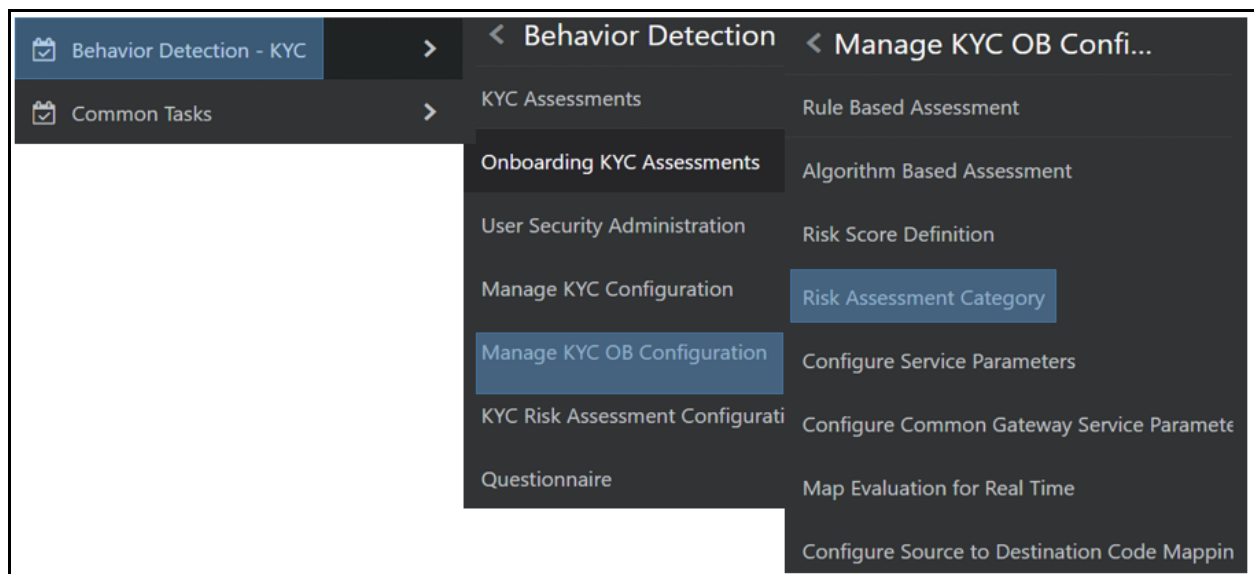 Behavior Detection - KYC
Common Tasks
Behavior Detection
KYC Assessments
Onboarding KYC Assessments
User Security Administration
Manage KYC Configuration
Manage KYC OB Configuration
KYC Risk Assessment Configurati
Questionnaire
Manage KYC OB Confi...
Rule Based Assessment
Algorithm Based Assessment
Risk Score Definition
Risk Assessment Category
Configure Service Parameters
Configure Common Gateway Service Paramete
Map Evaluation for Real Time
Configure Source to Destination Code Mappin